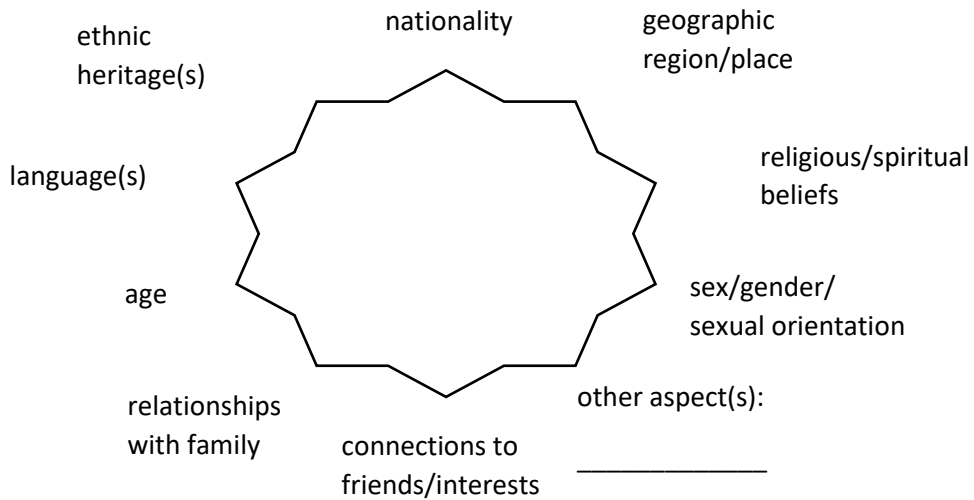 ethnic
heritage(s)
nationality
geographic
region/place
language(s)
religious/spiritual
beliefs
age
sex/gender/
sexual orientation
relationships
with family
connections to
friends/interests
other aspect(s):
_____________